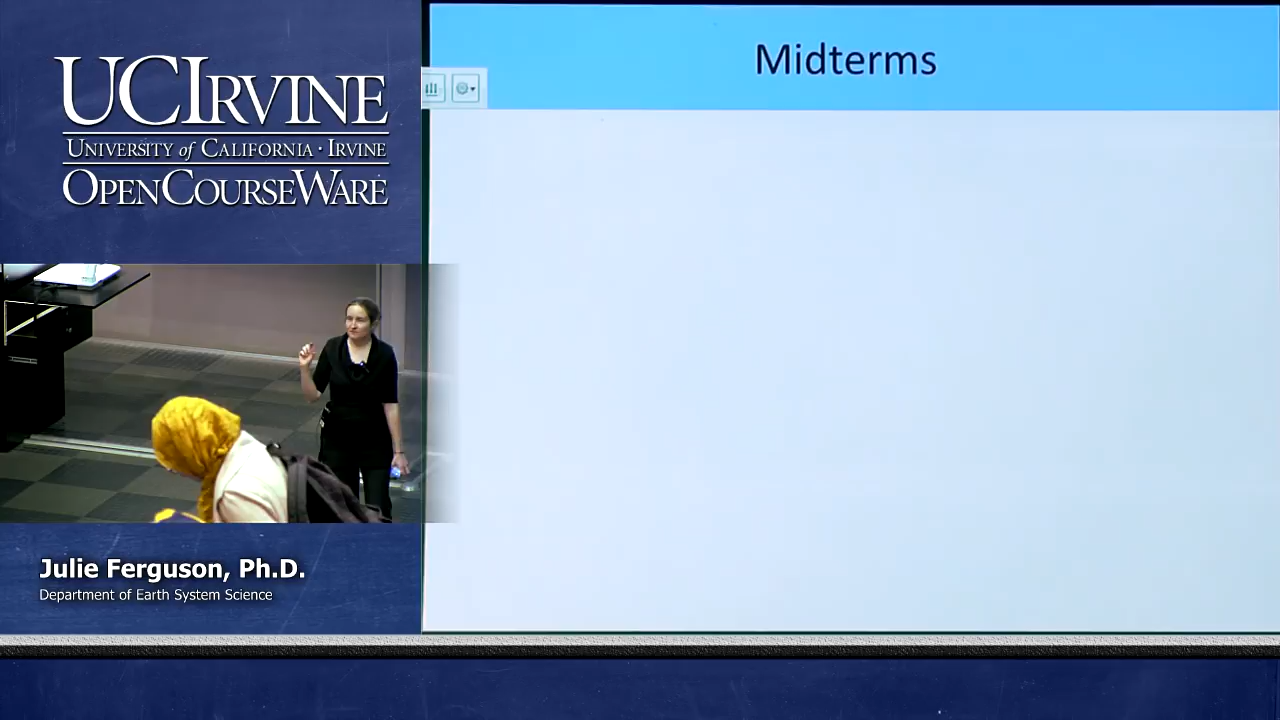 UCIRVINE
UNIVERSITY of CALIFORNIA · IRVINE
OPENCOURSEWARE
Midterms
Julie Ferguson, Ph.D.
Department of Earth System Science